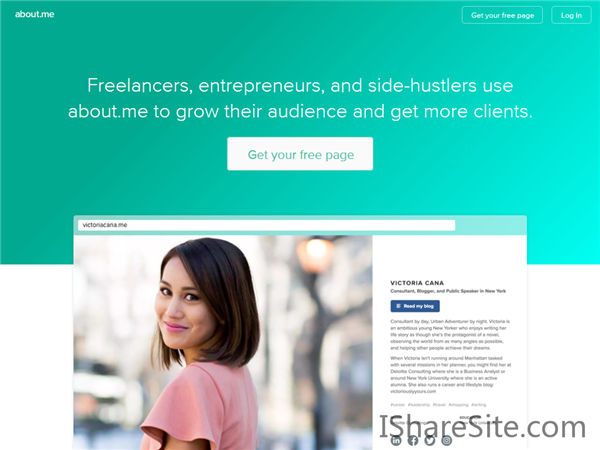 about.me
Get your free page
Log In
Freelancers, entrepreneurs, and side-hustlers use
about.me to grow their audience and get more clients.
Get your free page
victoriacana.me
VICTORIA CANA
Consultant, Blogger, and Public Speaker in New York
Read my blog
Consultant by day, Urban Adventurer by night. Victoria is
an ambitious young New Yorker who enjoys writing her
life story as though she's the protagonist of a novel,
observing the world from as many angles as possible,
and helping other people achieve their dreams.
When Victoria isn't running around Manhattan tasked
with several missions in her planner, you might find her at
Deloitte Consulting where she is a Business Analyst or
around New York University where she is an active
alumna. She also runs a career and lifestyle blog:
victoriouslyyours.com
#career #leadership #travel #shopping #writing
IShareSite.com